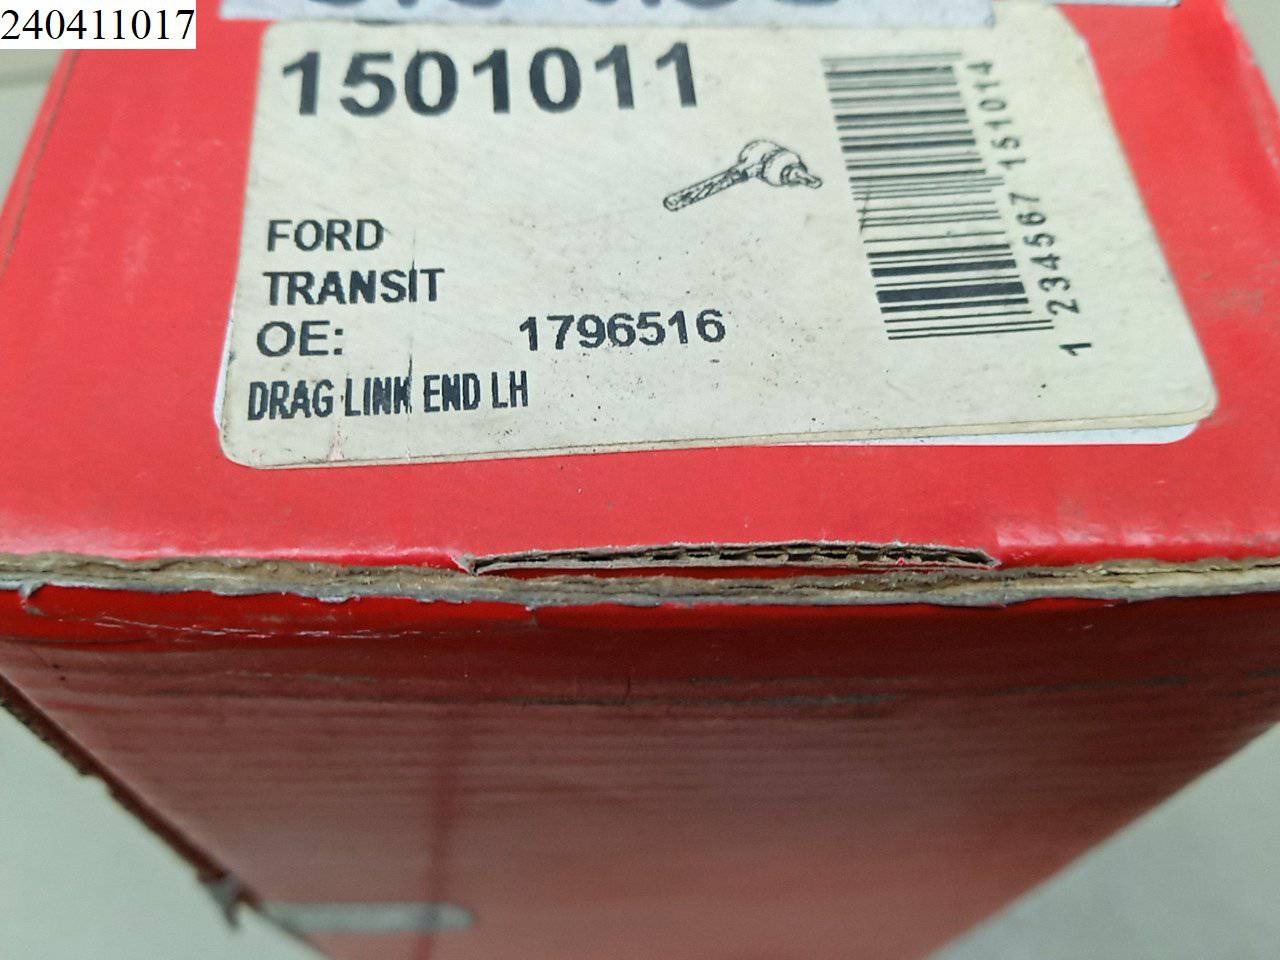 240411017
1501011
FORD
TRANSIT
OE: 1796516
DRAG LINK END LH
1 234567 151014